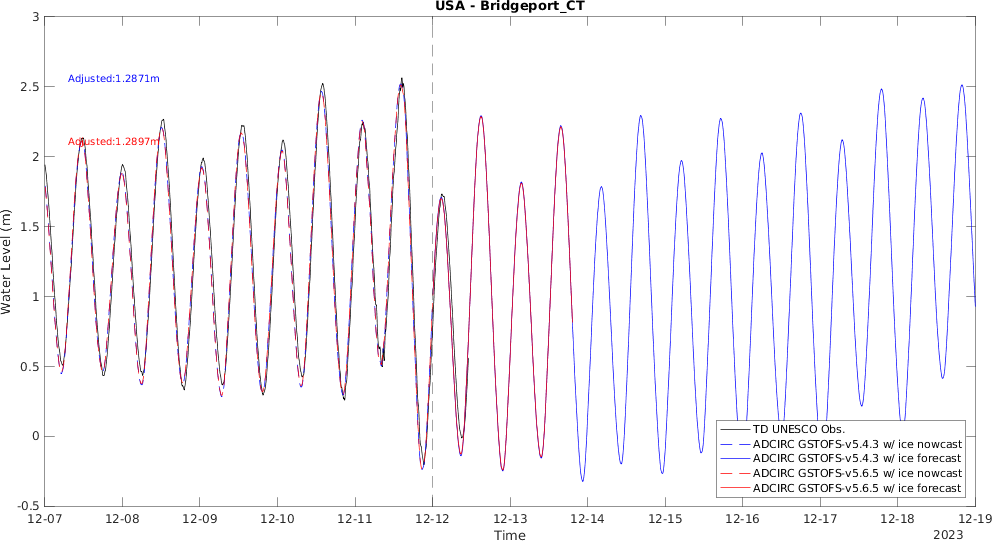 USA - Bridgeport_CT
3
2.5
2
1.5
1
0.5
0
-0.5
Water Level (m)
Adjusted:1.2871m
Adjusted:1.2897m
TD UNESCO Obs.
ADCIRC GSTOFS-v5.4.3 w/ ice nowcast
ADCIRC GSTOFS-v5.4.3 w/ ice forecast
ADCIRC GSTOFS-v5.6.5 w/ ice nowcast
ADCIRC GSTOFS-v5.6.5 w/ ice forecast
12-07 12-08 12-09 12-10 12-11 12-12 12-13 12-14 12-15 12-16 12-17 12-18 12-19
Time
2023